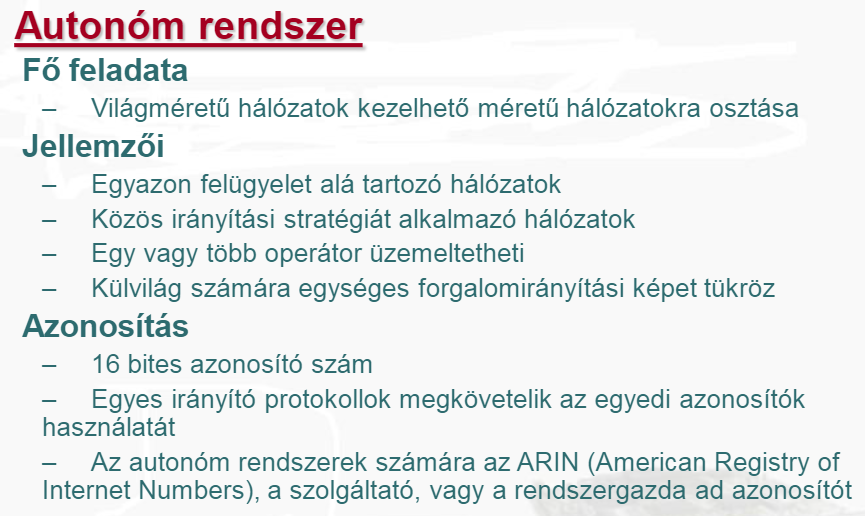 Autonóm rendszer
Fő feladata
– Világméretű hálózatok kezelhető méretű hálózatokra osztása
Jellemzői
– Egyazon felügyelet alá tartozó hálózatok
– Közös irányítási stratégiát alkalmazó hálózatok
– Egy vagy több operátor üzemeltetheti
– Külvilág számára egységes forgalomirányítási képet tükröz
Azonosítás
– 16 bites azonosító szám
– Egyes irányító protokollok megkövetelik az egyedi azonosítók
használatát
– Az autonóm rendszerek számára az ARIN (American Registry of
Internet Numbers), a szolgáltató, vagy a rendszergazda ad azonosítót